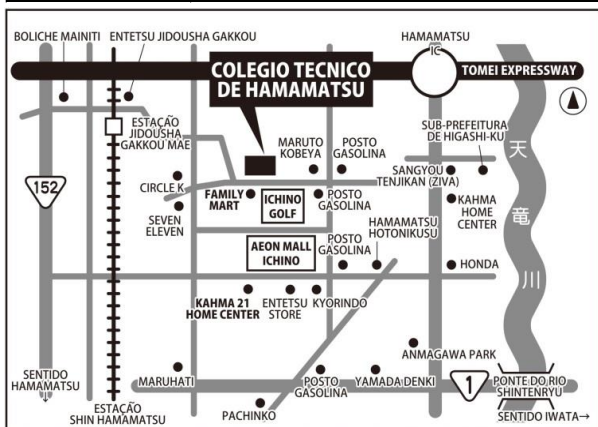 BOLICHE MAINITI
ENTETSU JIDOUSHA GAKKOU
HAMAMATSU
IC
COLEGIO TECNICO
DE HAMAMATSU
TOMEI EXPRESSWAY
ESTAÇÃO
JIDOUSHA
GAKKOU MAE
MARUTO
KOBEYA
POSTO
GASOLINA
SUB-PREFEITURA
DE HIGASHI-KU
天
竜
川
152
CIRCLE K
FAMILY
MART
ICHINO
GOLF
POSTO
GASOLINA
SANGYOU
TENJIKAN (ZIVA)
KAHMA
HOME
CENTER
SEVEN
ELEVEN
AEON MALL
ICHINO
POSTO
GASOLINA
HAMAMATSU
HOTONIKUSU
HONDA
KAHMA 21
HOME CENTER
ENTETSU
STORE
KYORINDO
ANMAGAWA PARK
SENTIDO
HAMAMATSU
↓
MARUHATI
POSTO
GASOLINA
YAMADA DENKI
1
PONTE DO RIO
SHINTENRYU
ESTAÇÃO
SHIN HAMAMATSU
PACHINKO
SENTIDO IWATA→